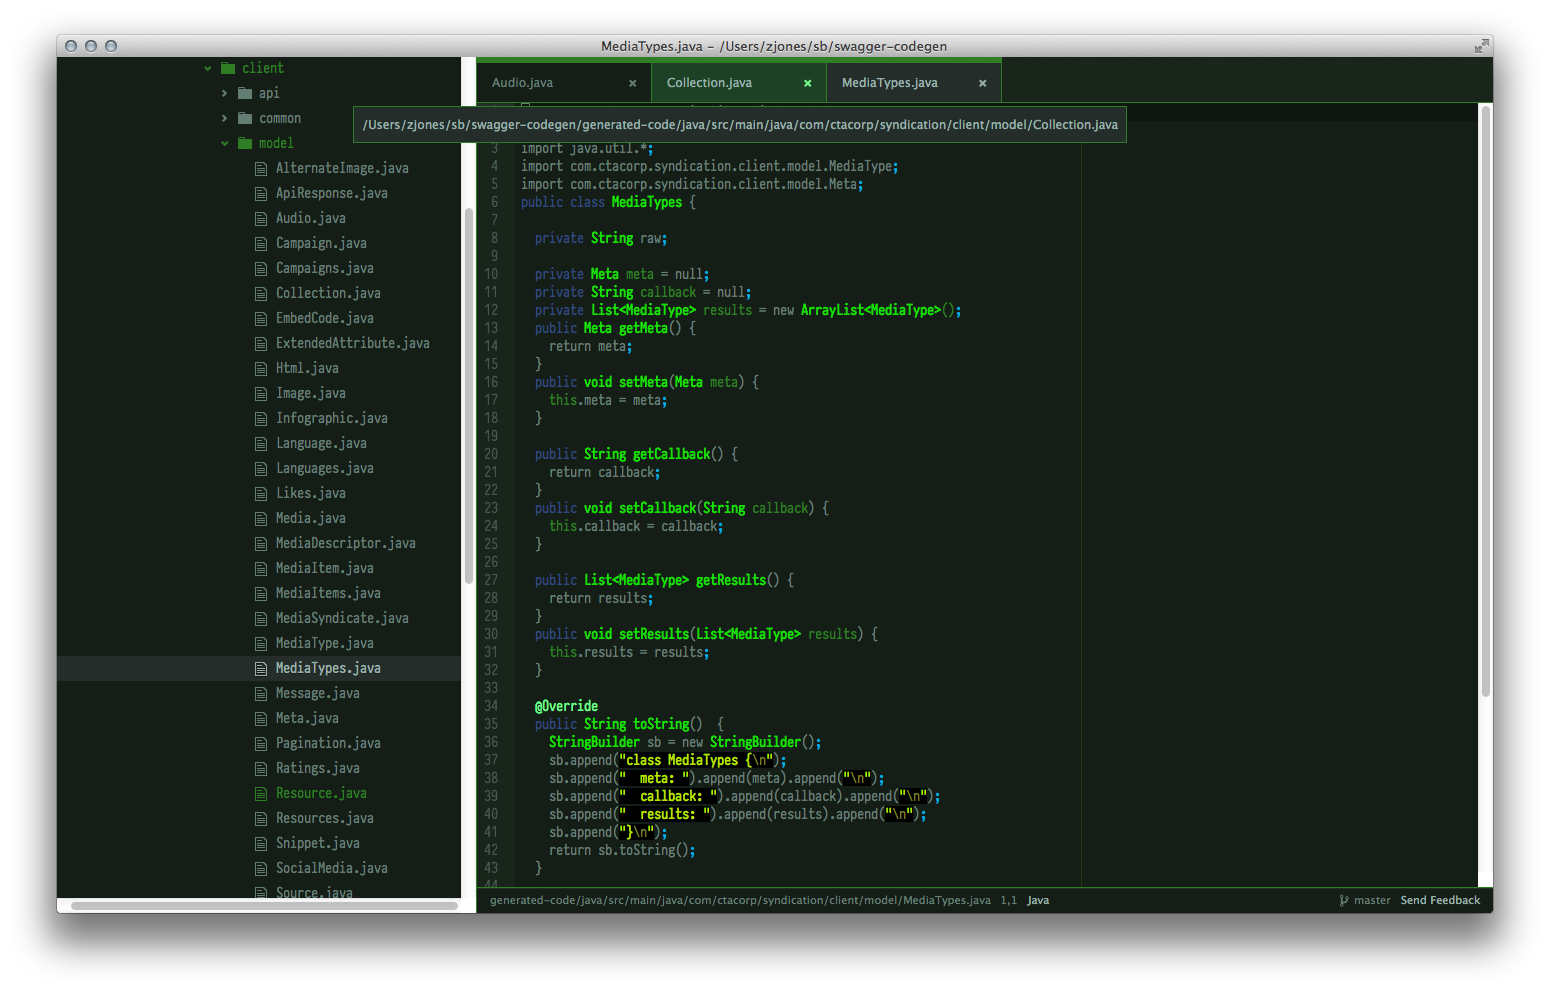 MediaTypes.java - /Users/zjones/sb/swagger-codegen
client
api
common
model
AlternateImage.java
ApiResponse.java
Audio.java
Campaign.java
Campaigns.java
Collection.java
EmbedCode.java
ExtendedAttribute.java
Html.java
Image.java
Infographic.java
Language.java
Languages.java
Likes.java
Media.java
MediaDescriptor.java
MediaItem.java
MediaItems.java
MediaSyndicate.java
MediaType.java
MediaTypes.java
Message.java
Meta.java
Pagination.java
Ratings.java
Resource.java
Resources.java
Snippet.java
SocialMedia.java
Source.java
Audio.java × Collection.java × MediaTypes.java ×
/Users/zjones/sb/swagger-codegen/generated-code/java/src/main/java/com/ctacorp/syndication/client/model/Collection.java
3 import java.util.*;
4 import com.ctacorp.syndication.client.model.MediaType;
5 import com.ctacorp.syndication.client.model.Meta;
6 public class MediaTypes {
7
8 private String raw;
9
10 private Meta meta = null;
11 private String callback = null;
12 private List<MediaType> results = new ArrayList<MediaType>();
13 public Meta getMeta() {
14 return meta;
15 }
16 public void setMeta(Meta meta) {
17 this.meta = meta;
18 }
19
20 public String getCallback() {
21 return callback;
22 }
23 public void setCallback(String callback) {
24 this.callback = callback;
25 }
26
27 public List<MediaType> getResults() {
28 return results;
29 }
30 public void setResults(List<MediaType> results) {
31 this.results = results;
32 }
33
34 @Override
35 public String toString()  {
36 StringBuilder sb = new StringBuilder();
37 sb.append("class MediaTypes {\n");
38 sb.append("  meta: ").append(meta).append("\n");
39 sb.append("  callback: ").append(callback).append("\n");
40 sb.append("  results: ").append(results).append("\n");
41 sb.append("}\n");
42 return sb.toString();
43 }
44
generated-code/java/src/main/java/com/ctacorp/syndication/client/model/MediaTypes.java 1,1 Java master Send Feedback